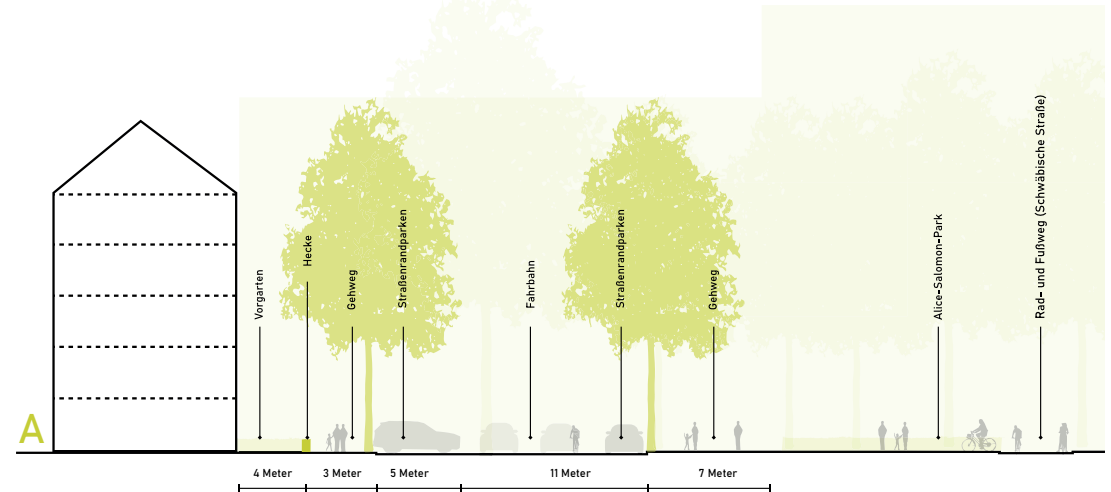 Vorgarten
Hecke
Gehweg
Straßenrandparken
Fahrbahn
Straßenrandparken
Gehweg
Alice-Salomon-Park
Rad- und Fußweg (Schwäbische Straße)
A
4 Meter
3 Meter
5 Meter
11 Meter
7 Meter